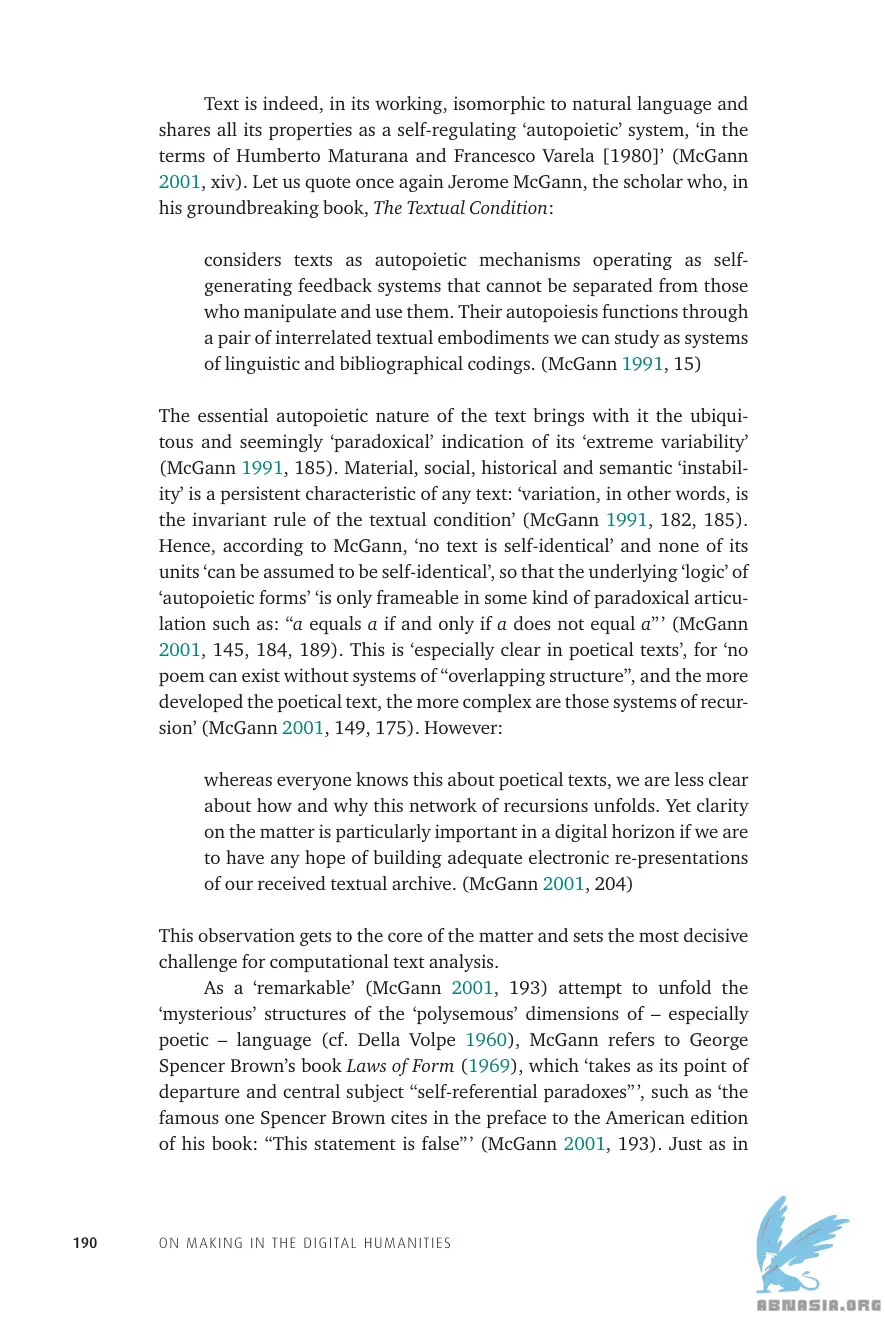 Text is indeed, in its working, isomorphic to natural language and
shares all its properties as a self-regulating ‘autopoietic’ system, ‘in the
terms of Humberto Maturana and Francesco Varela [1980]’ (McGann
2001, xiv). Let us quote once again Jerome McGann, the scholar who, in
his groundbreaking book, The Textual Condition:
considers texts as autopoietic mechanisms operating as self-
generating feedback systems that cannot be separated from those
who manipulate and use them. Their autopoiesis functions through
a pair of interrelated textual embodiments we can study as systems
of linguistic and bibliographical codings. (McGann 1991, 15)
The essential autopoietic nature of the text brings with it the ubiqui-
tous and seemingly ‘paradoxical’ indication of its ‘extreme variability’
(McGann 1991, 185). Material, social, historical and semantic ‘instabil-
ity’ is a persistent characteristic of any text: ‘variation, in other words, is
the invariant rule of the textual condition’ (McGann 1991, 182, 185).
Hence, according to McGann, ‘no text is self-identical’ and none of its
units ‘can be assumed to be self-identical’, so that the underlying ‘logic’ of
‘autopoietic forms’ ‘is only frameable in some kind of paradoxical articu-
lation such as: “a equals a if and only if a does not equal a”’ (McGann
2001, 145, 184, 189). This is ‘especially clear in poetical texts’, for ‘no
poem can exist without systems of “overlapping structure”, and the more
developed the poetical text, the more complex are those systems of recur-
sion’ (McGann 2001, 149, 175). However:
whereas everyone knows this about poetical texts, we are less clear
about how and why this network of recursions unfolds. Yet clarity
on the matter is particularly important in a digital horizon if we are
to have any hope of building adequate electronic re-presentations
of our received textual archive. (McGann 2001, 204)
This observation gets to the core of the matter and sets the most decisive
challenge for computational text analysis.
As a ‘remarkable’ (McGann 2001, 193) attempt to unfold the
‘mysterious’ structures of the ‘polysemous’ dimensions of – especially
poetic – language (cf. Della Volpe 1960), McGann refers to George
Spencer Brown’s book Laws of Form (1969), which ‘takes as its point of
departure and central subject “self-referential paradoxes”’, such as ‘the
famous one Spencer Brown cites in the preface to the American edition
of his book: “This statement is false”’ (McGann 2001, 193). Just as in
190 ON MAKING IN THE DIGITAL HUMANITIES
ABNASIA.ORG